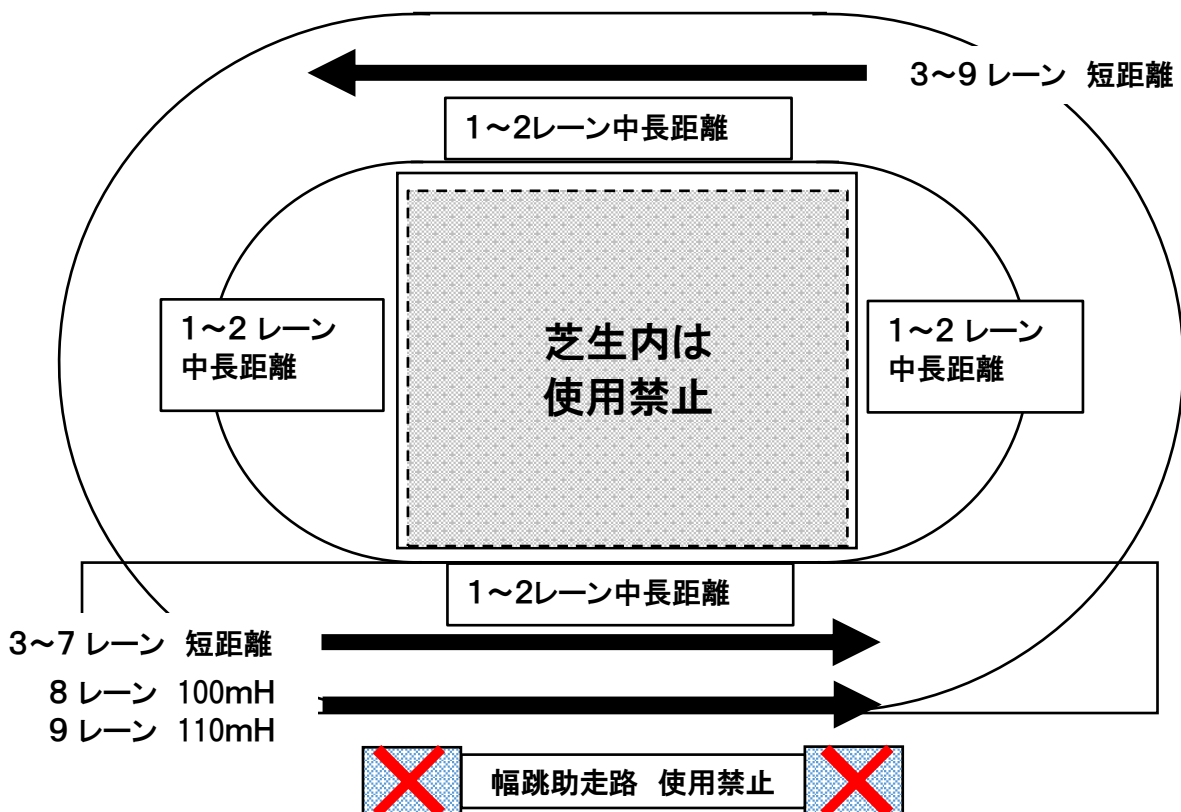 3～9 レーン 短距離
1～2レーン中長距離
1～2 レーン
中長距離
芝生内は
使用禁止
1～2 レーン
中長距離
1～2レーン中長距離
3～7 レーン 短距離
8 レーン 100mH
9 レーン 110mH
幅跳助走路 使用禁止